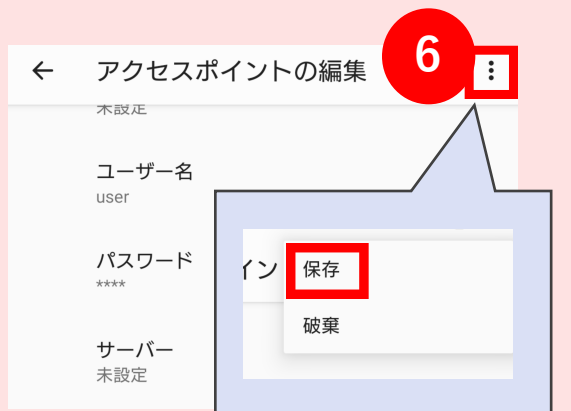 アクセスポイントの編集
6
未設定
ユーザー名
user
パスワード
****
サーバー
未設定
イン
保存
破棄